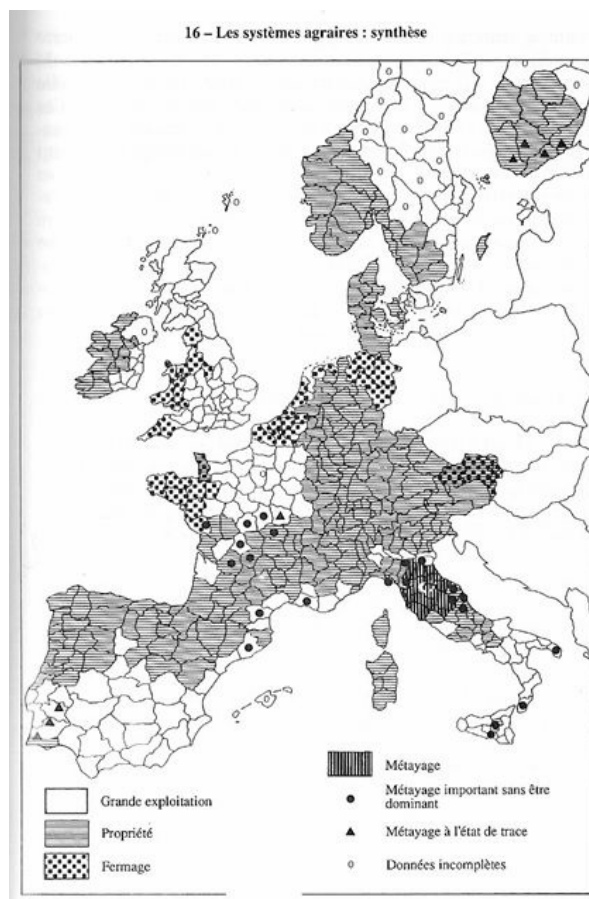 16 – Les systèmes agraires : synthèse
Grande exploitation
Propriété
Fermage
Métayage
Métayage important sans être
dominant
Métayage à l'état de trace
Données incomplètes